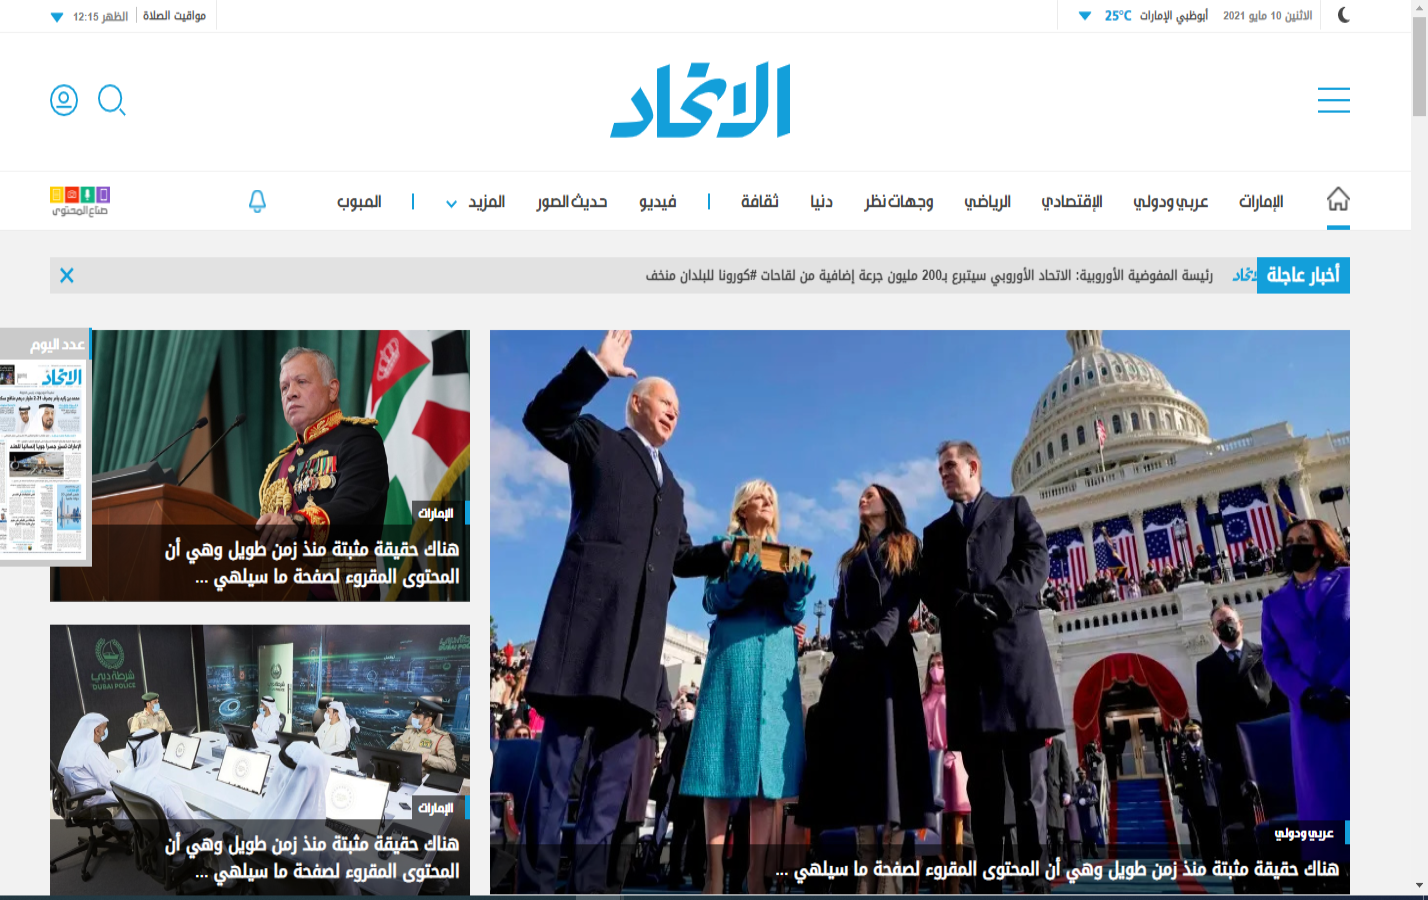 الاثنين 10 مايو 2021
أبوظبي الإمارات 25°C
مواقيت الصلاة
الظهر 12:15
الاتحاد
الإمارات
عربي ودولي
الإقتصادي
الرياضي
وجهات نظر
دنيا
ثقافة
فيديو
حديث الصور
المزيد
المبوب
صناع المحتوى
أخبار عاجلة
رئيسة المفوضية الأوروبية: الاتحاد الأوروبي سيتبرع بـ200 مليون جرعة إضافية من لقاحات #كورونا للبلدان منخف
عربي ودولي
هناك حقيقة مثبتة منذ زمن طويل وهي أن المحتوى المقروء لصفحة ما سيلهي ...
الإمارات
هناك حقيقة مثبتة منذ زمن طويل وهي أن
المحتوى المقروء لصفحة ما سيلهي ...
عدد اليوم
الاتحاد
شرطة دبي
DUBAI POLICE
الإمارات
هناك حقيقة مثبتة منذ زمن طويل وهي أن
المحتوى المقروء لصفحة ما سيلهي ...